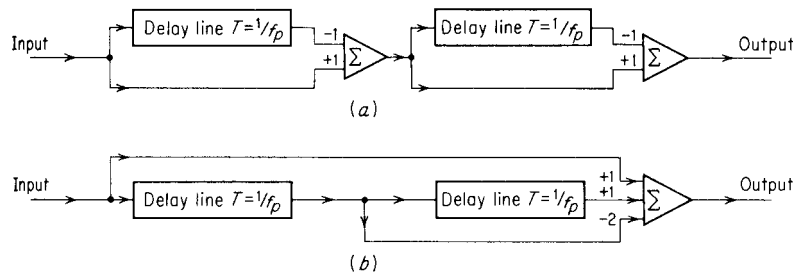 Input
Delay line T=1/fp
-1
+1
Σ
Delay line T=1/fp
-1
+1
Σ
Output
(a)
Input
Delay line T=1/fp
Delay line T=1/fp
+1
+1
-2
Σ
Output
(b)